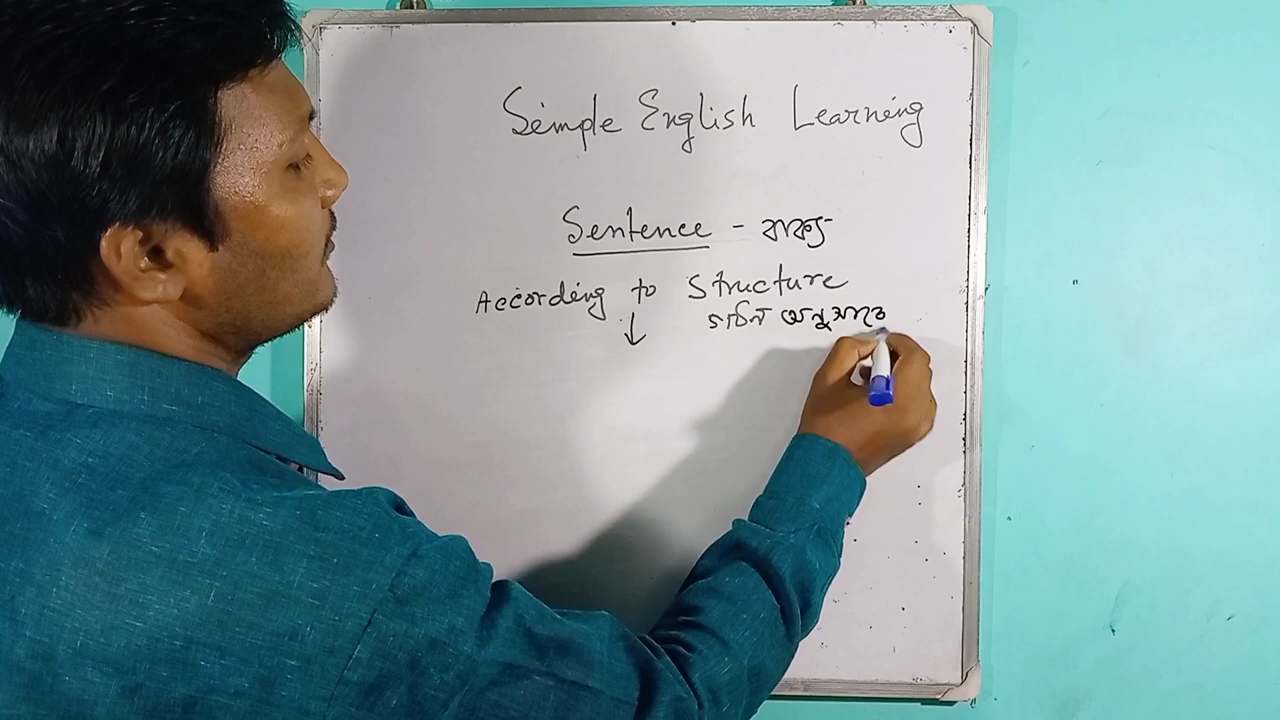 Simple English Learning
Sentence - বাক্য
According to Structure
↓ গঠন অনুসারে